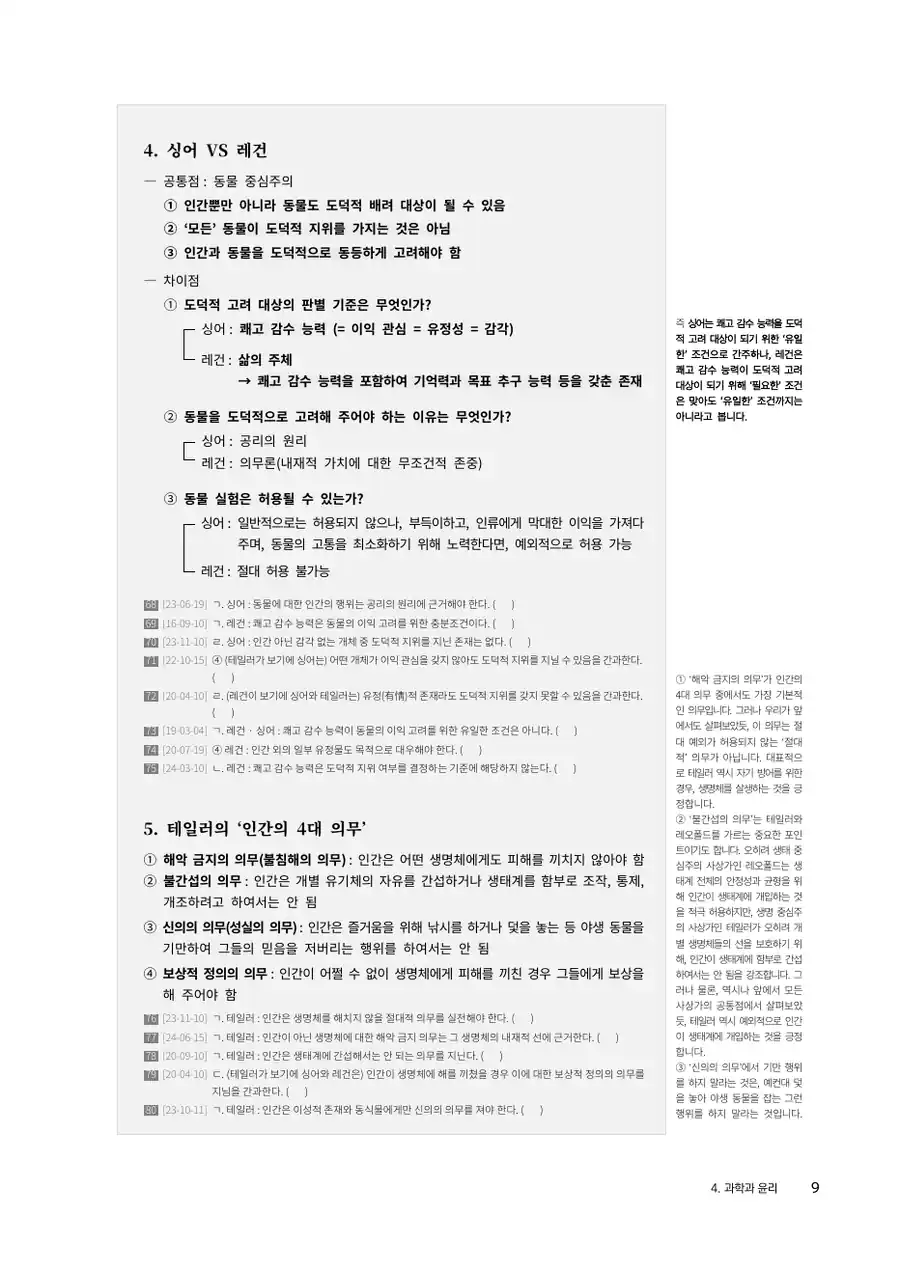 4. 싱어 VS 레건
— 공통점 : 동물 중심주의
① 인간뿐만 아니라 동물도 도덕적 배려 대상이 될 수 있음
② ‘모든’ 동물이 도덕적 지위를 가지는 것은 아님
③ 인간과 동물을 도덕적으로 동등하게 고려해야 함
— 차이점
① 도덕적 고려 대상의 판별 기준은 무엇인가?
싱어 : 쾌고 감수 능력 (= 이익 관심 = 유정성 = 감각)
레건 : 삶의 주체
→ 쾌고 감수 능력을 포함하여 기억력과 목표 추구 능력 등을 갖춘 존재
② 동물을 도덕적으로 고려해 주어야 하는 이유는 무엇인가?
싱어 : 공리의 원리
레건 : 의무론(내재적 가치에 대한 무조건적 존중)
③ 동물 실험은 허용될 수 있는가?
싱어 : 일반적으로는 허용되지 않으나, 부득이하고, 인류에게 막대한 이익을 가져다
주며, 동물의 고통을 최소화하기 위해 노력한다면, 예외적으로 허용 가능
레건 : 절대 허용 불가능
68 [23-06-19] ㄱ. 싱어 : 동물에 대한 인간의 행위는 공리의 원리에 근거해야 한다. ( )
69 [16-09-10] ㄱ. 레건 : 쾌고 감수 능력은 동물의 이익 고려를 위한 충분조건이다. ( )
70 [23-11-10] ㄹ. 싱어 : 인간 아닌 감각 없는 개체 중 도덕적 지위를 지닌 존재는 없다. ( )
71 [22-10-15] ④ (테일러가 보기에 싱어는) 어떤 개체가 이익 관심을 갖지 않아도 도덕적 지위를 지닐 수 있음을 간과한다.
( )
72 [20-04-10] ㄹ. (레건이 보기에 싱어와 테일러는) 유정(有情)적 존재라도 도덕적 지위를 갖지 못할 수 있음을 간과한다.
( )
73 [19-03-04] ㄱ. 레건 · 싱어 : 쾌고 감수 능력이 동물의 이익 고려를 위한 유일한 조건은 아니다. ( )
74 [20-07-19] ④ 레건 : 인간 외의 일부 유정물도 목적으로 대우해야 한다. ( )
75 [24-03-10] ㄴ. 레건 : 쾌고 감수 능력은 도덕적 지위 여부를 결정하는 기준에 해당하지 않는다. ( )
5. 테일러의 ‘인간의 4대 의무’
① 해악 금지의 의무(불침해의 의무) : 인간은 어떤 생명체에게도 피해를 끼치지 않아야 함
② 불간섭의 의무 : 인간은 개별 유기체의 자유를 간섭하거나 생태계를 함부로 조작, 통제,
개조하려고 하여서는 안 됨
③ 신의의 의무(성실의 의무) : 인간은 즐거움을 위해 낚시를 하거나 덫을 놓는 등 야생 동물을
기만하여 그들의 믿음을 저버리는 행위를 하여서는 안 됨
④ 보상적 정의의 의무 : 인간이 어쩔 수 없이 생명체에게 피해를 끼친 경우 그들에게 보상을
해 주어야 함
76 [23-11-10] ㄱ. 테일러 : 인간은 생명체를 해치지 않을 절대적 의무를 실천해야 한다. ( )
77 [24-06-15] ㄱ. 테일러 : 인간이 아닌 생명체에 대한 해악 금지 의무는 그 생명체의 내재적 선에 근거한다. ( )
78 [20-09-10] ㄱ. 테일러 : 인간은 생태계에 간섭해서는 안 되는 의무를 지닌다. ( )
79 [20-04-10] ㄷ. (테일러가 보기에 싱어와 레건은) 인간이 생명체에 해를 끼쳤을 경우 이에 대한 보상적 정의의 의무를
지님을 간과한다. ( )
80 [23-10-11] ㄱ. 테일러 : 인간은 이성적 존재와 동식물에게만 신의의 의무를 져야 한다. ( )
즉 싱어는 쾌고 감수 능력을 도덕
적 고려 대상이 되기 위한 ‘유일
한’ 조건으로 간주하나, 레건은
쾌고 감수 능력이 도덕적 고려
대상이 되기 위해 ‘필요한’ 조건
은 맞아도 ‘유일한’ 조건까지는
아니라고 봅니다.
① ‘해악 금지의 의무’가 인간의
4대 의무 중에서도 가장 기본적
인 의무입니다. 그러나 우리가 앞
에서도 살펴보았듯, 이 의무는 절
대 예외가 허용되지 않는 ‘절대
적’ 의무가 아닙니다. 대표적으
로 테일러 역시 자기 방어를 위한
경우, 생명체를 살생하는 것을 긍
정합니다.
② ‘불간섭의 의무’는 테일러와
레오폴드를 가르는 중요한 포인
트이기도 합니다. 오히려 생태 중
심주의 사상가인 레오폴드는 생
태계 전체의 안정성과 균형을 위
해 인간이 생태계에 개입하는 것
을 적극 허용하지만, 생명 중심주
의 사상가인 테일러가 오히려 개
별 생명체들의 선을 보호하기 위
해, 인간이 생태계에 함부로 간섭
하여서는 안 됨을 강조합니다. 그
러나 물론, 역시나 앞에서 모든
사상가의 공통점에서 살펴보았
듯, 테일러 역시 예외적으로 인간
이 생태계에 개입하는 것을 긍정
합니다.
③ ‘신의의 의무’에서 기만 행위
를 하지 말라는 것은, 예컨대 덫
을 놓아 야생 동물을 잡는 그런
행위를 하지 말라는 것입니다.
4. 과학과 윤리 9